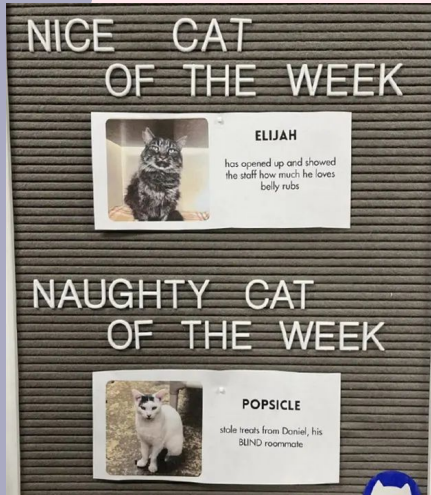 NICE CAT
OF THE WEEK
ELIJAH
has opened up and showed
the staff how much he loves
belly rubs
NAUGHTY CAT
OF THE WEEK
POPSICLE
stole treats from Daniel, his
BLIND roommate